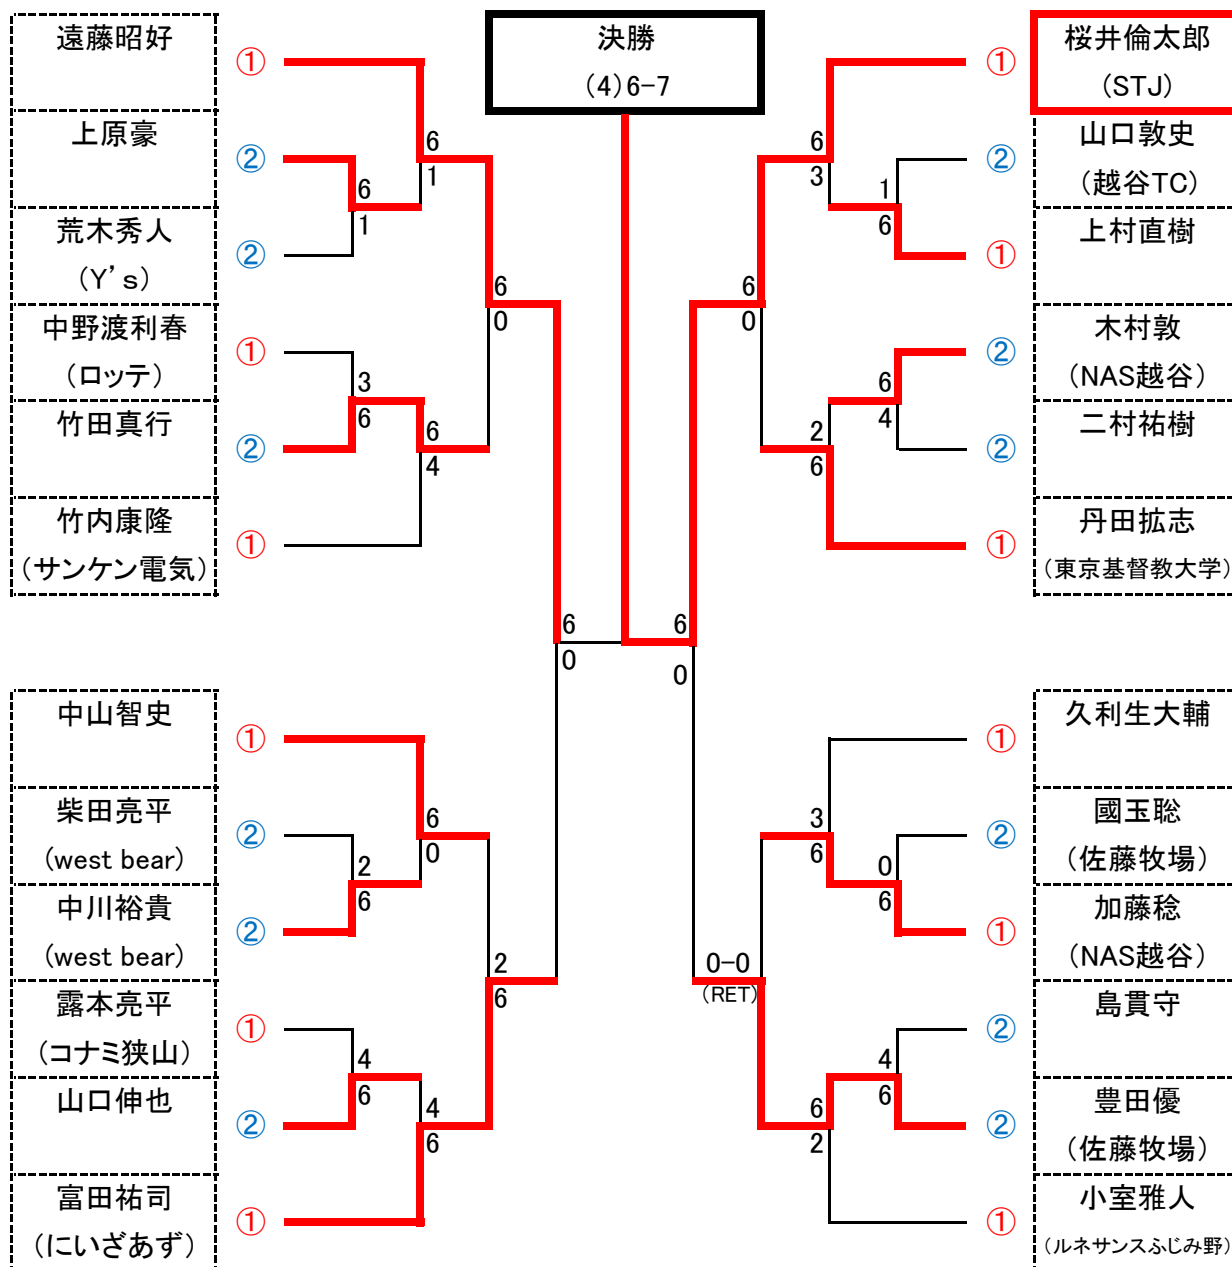 遠藤昭好
①
上原豪
②
荒木秀人
(Y's)
②
中野渡利春
(ロッテ)
①
竹田真行
②
竹内康隆
(サンケン電気)
①
6
1
6
1
3
6
6
4
6
0
中山智史
①
柴田亮平
(west bear)
②
中川裕貴
(west bear)
②
露本亮平
(コナミ狭山)
①
山口伸也
②
富田祐司
(にいざあず)
①
6
0
2
6
4
6
4
6
2
6
6
0
決勝
(4)6-7
6
0
桜井倫太郎
(STJ)
①
山口敦史
(越谷TC)
②
上村直樹
①
木村敦
(NAS越谷)
②
二村祐樹
②
丹田拡志
(東京基督教大学)
①
6
3
1
6
6
4
2
6
6
0
久利生大輔
①
國玉聡
(佐藤牧場)
②
加藤稔
(NAS越谷)
①
島貫守
②
豊田優
(佐藤牧場)
②
小室雅人
(ルネサンスふじみ野)
①
3
6
0
6
4
6
6
2
0-0
(RET)